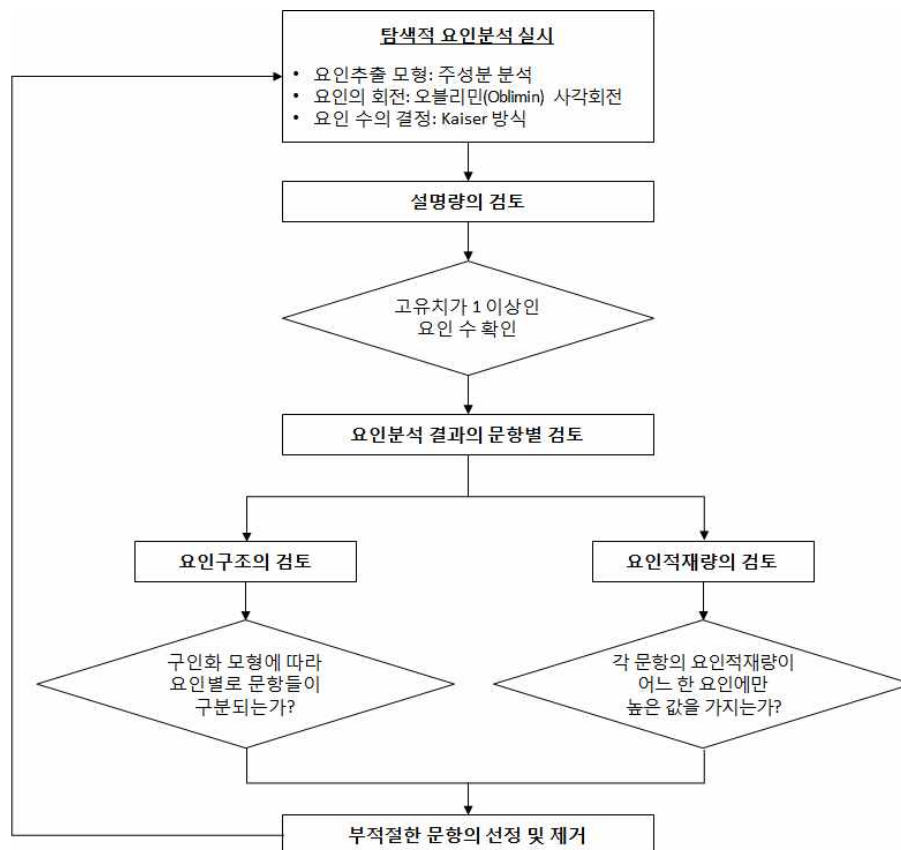 탐색적 요인분석 실시
• 요인추출 모형: 주성분 분석
• 요인의 회전: 오블리민(Oblimin) 사각회전
• 요인 수의 결정: Kaiser 방식
설명량의 검토
고유치가 1 이상인
요인 수 확인
요인분석 결과의 문항별 검토
요인구조의 검토
요인적재량의 검토
구인화 모형에 따라
요인별로 문항들이
구분되는가?
각 문항의 요인적재량이
어느 한 요인에만
높은 값을 가지는가?
부적절한 문항의 선정 및 제거